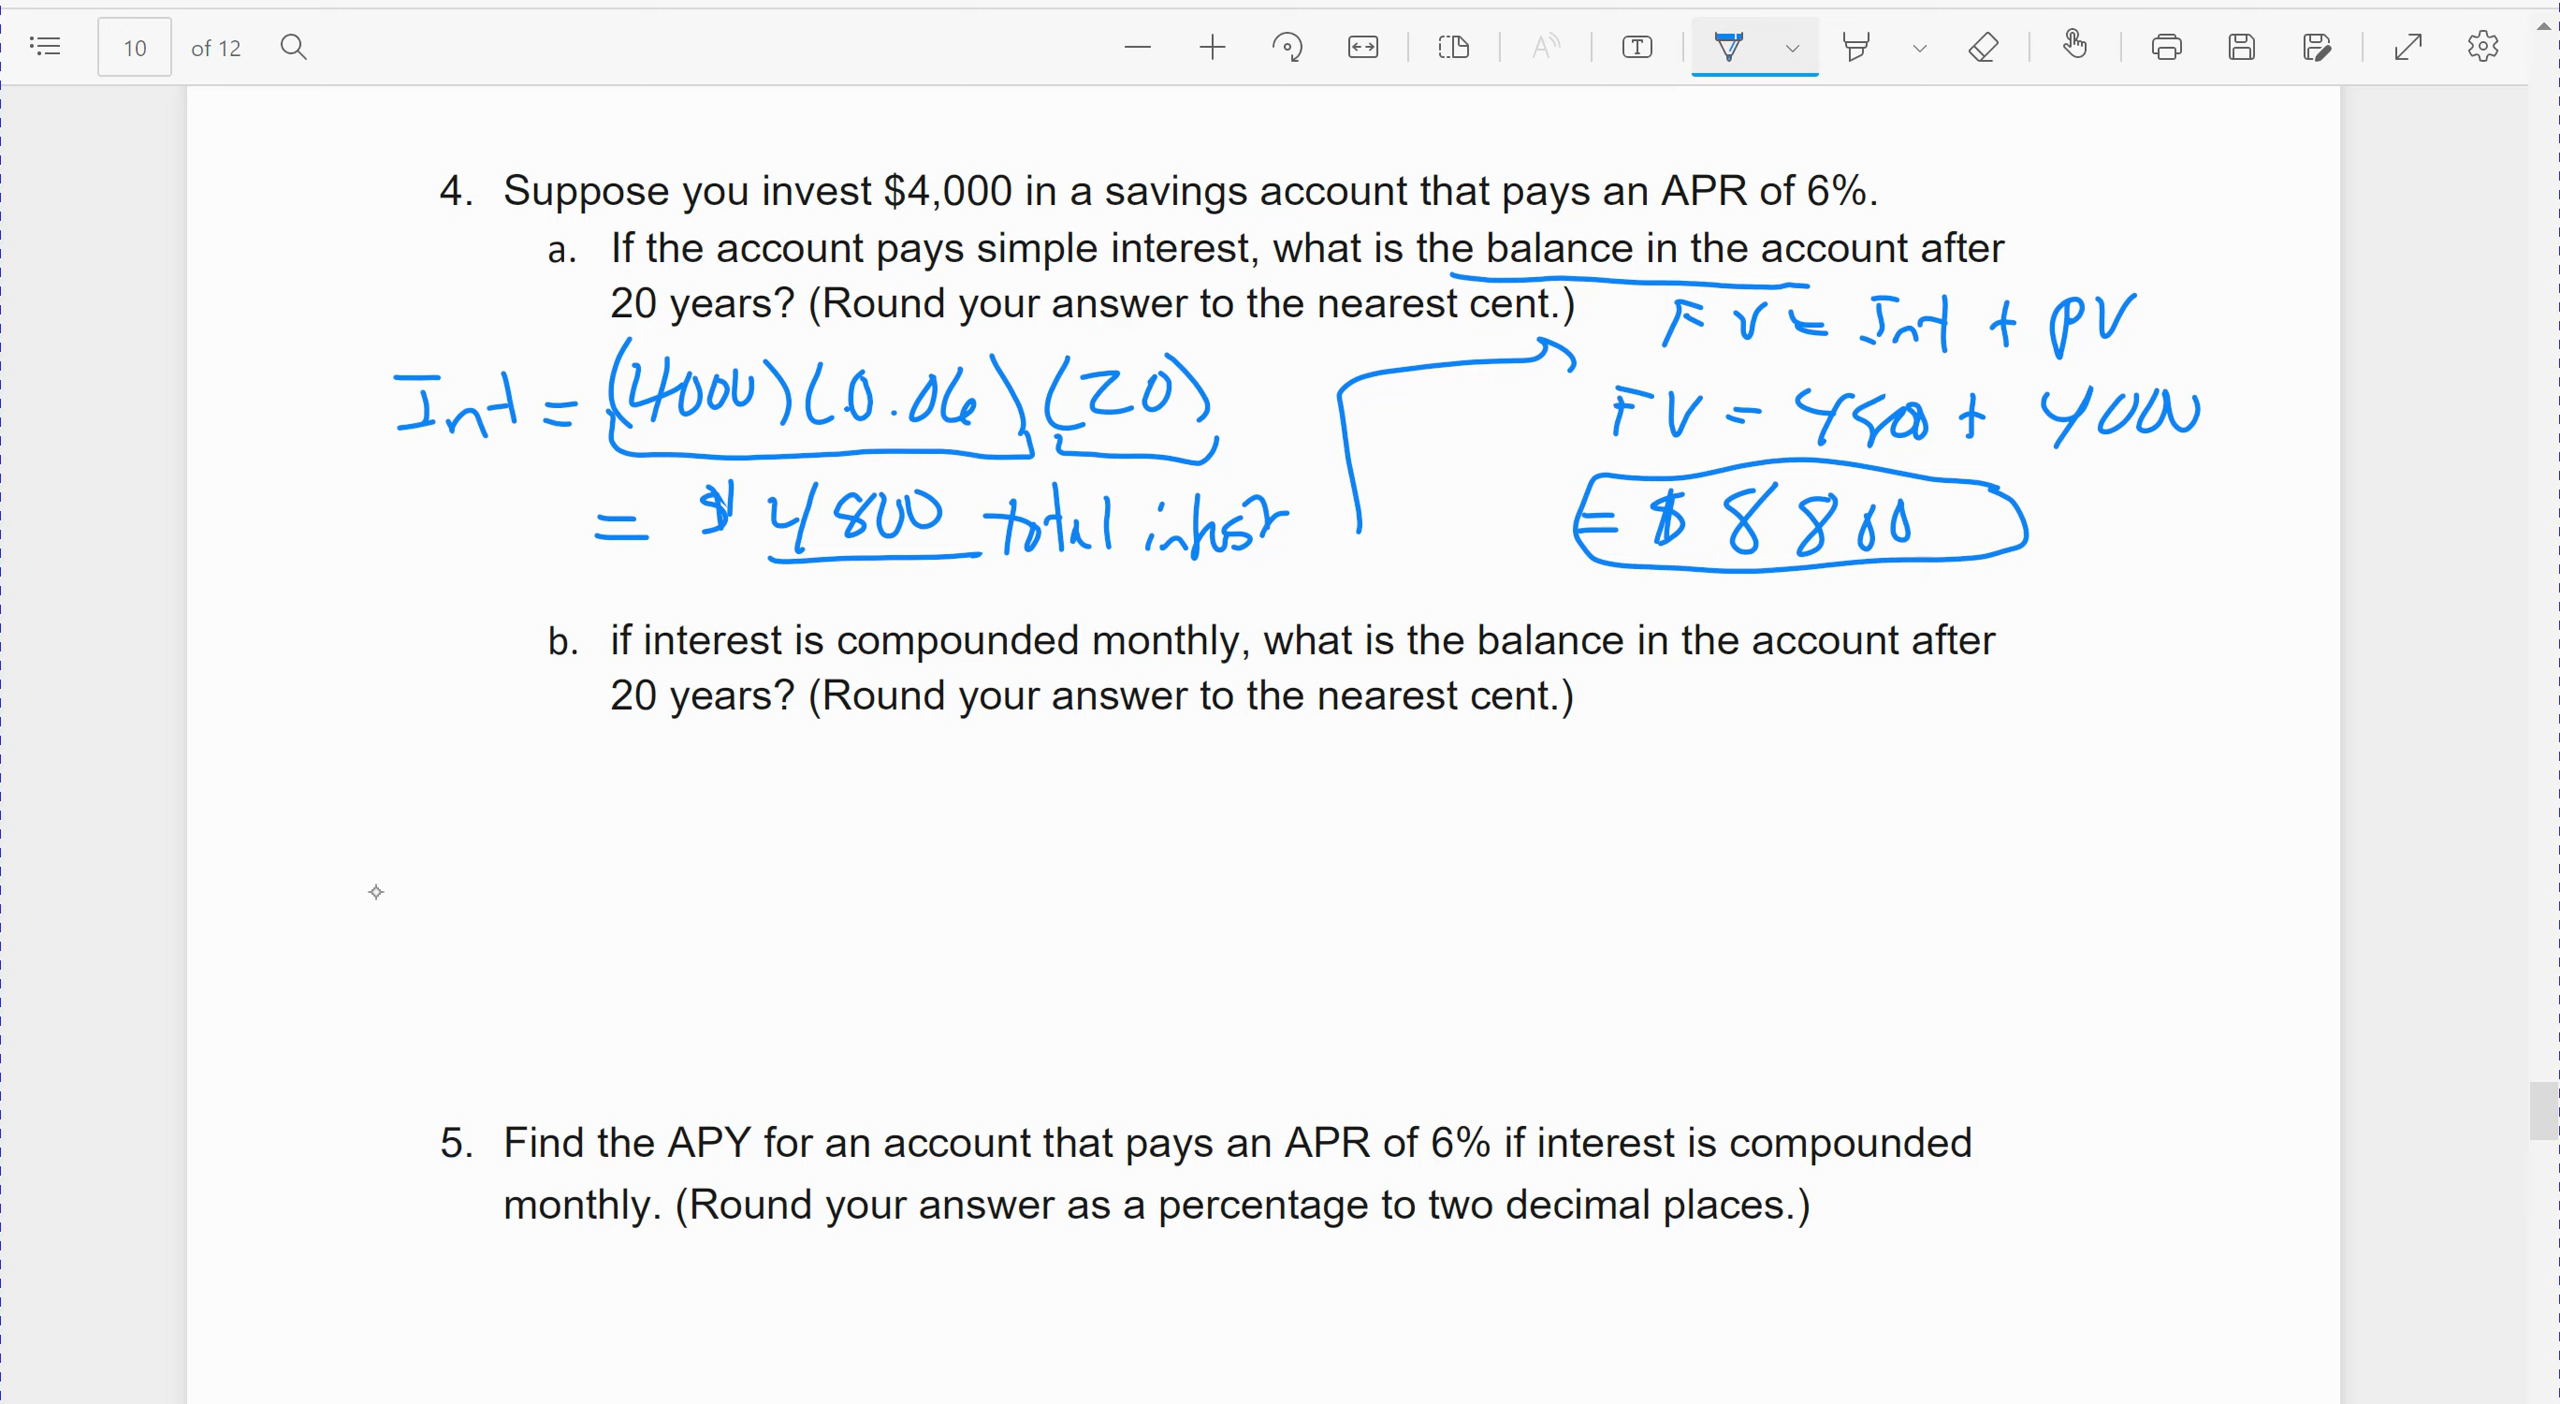 10 of 12
4. Suppose you invest $4,000 in a savings account that pays an APR of 6%.
a. If the account pays simple interest, what is the balance in the account after
20 years? (Round your answer to the nearest cent.)
FV = Int + PV
Int = (4000)(0.06)(20)
FV = 4800 + 4000
= $4800 total
= $8800
b. if interest is compounded monthly, what is the balance in the account after
20 years? (Round your answer to the nearest cent.)
5. Find the APY for an account that pays an APR of 6% if interest is compounded
monthly. (Round your answer as a percentage to two decimal places.)